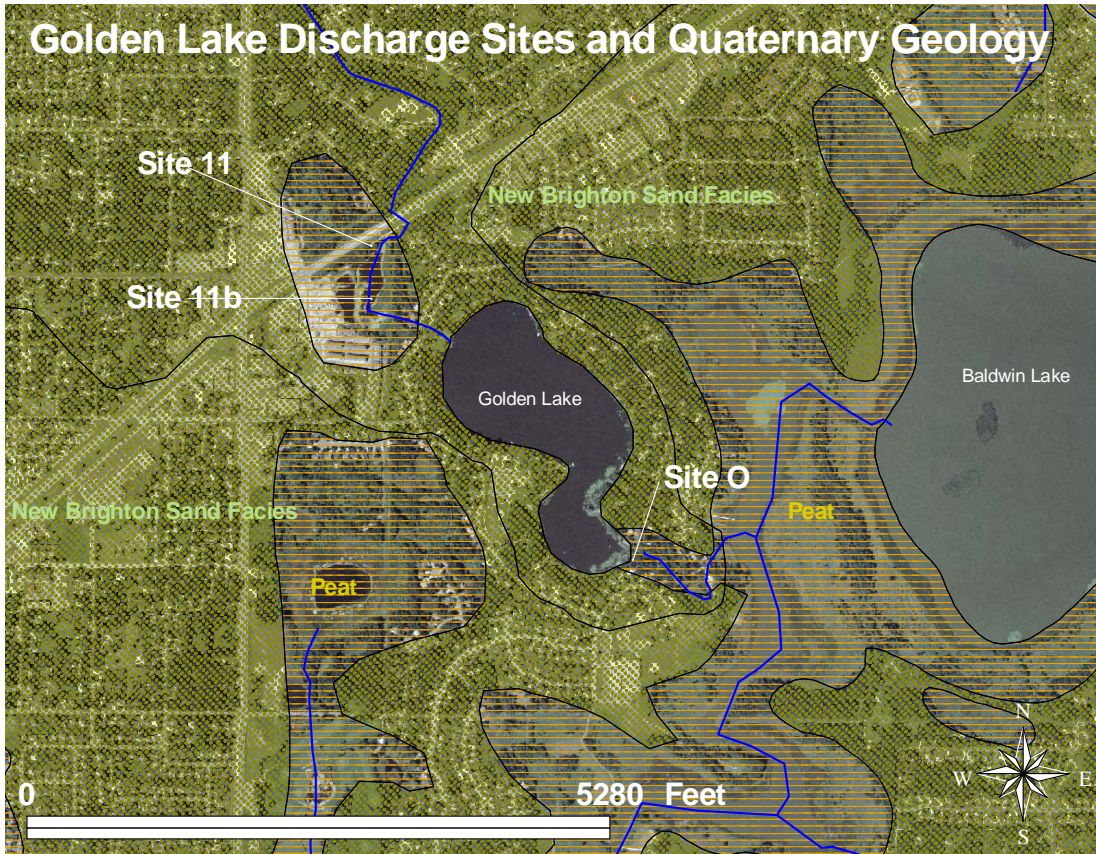 Golden Lake Discharge Sites and Quaternary Geology
Site 11
New Brighton Sand Facies
Site 11b
Baldwin Lake
Golden Lake
Site O
New Brighton Sand Facies
Peat
Peat
N
W
E
S
0
5280 Feet